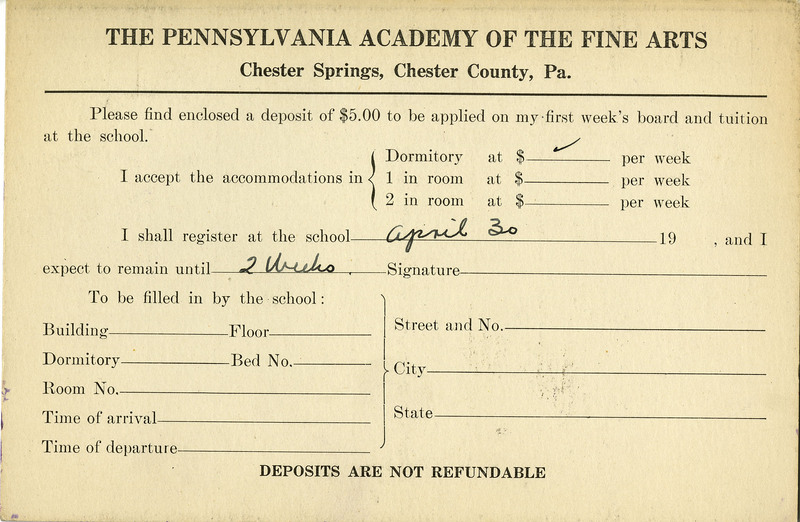 THE PENNSYLVANIA ACADEMY OF THE FINE ARTS
Chester Springs, Chester County, Pa.
Please find enclosed a deposit of $5.00 to be applied on my first week's board and tuition
at the school.
I accept the accommodations in
Dormitory at $ ✓ per week
1 in room at $ per week
2 in room at $ per week
I shall register at the school April 30 19 , and I
expect to remain until 2 Weeks . Signature
To be filled in by the school:
Building Floor
Dormitory Bed No.
Room No.
Time of arrival
Time of departure
Street and No.
City
State
DEPOSITS ARE NOT REFUNDABLE